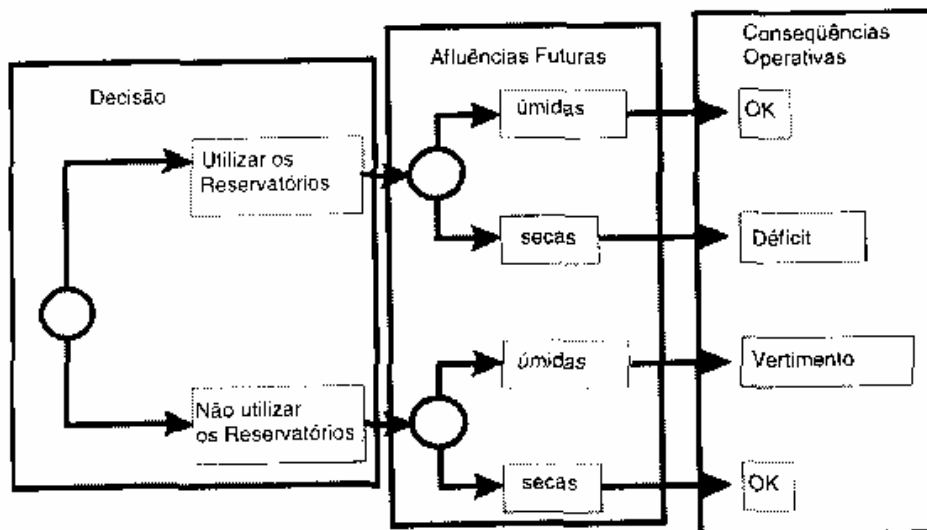 Decisão
Utilizar os
Reservatórios
Não utilizar
os Reservatórios
Afluências Futuras
úmidas
secas
úmidas
secas
Conseqüências
Operativas
OK
Déficit
Vertimento
OK